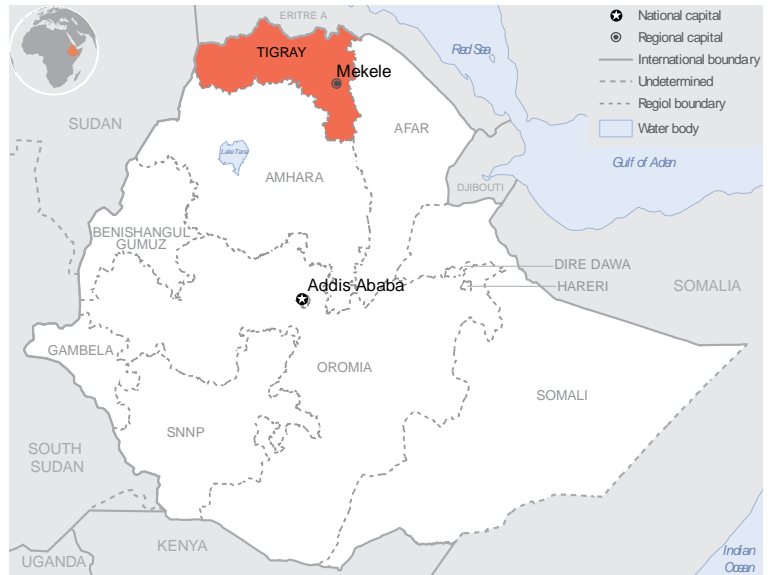 ERITRE A
National capital
Regional capital
International boundary
Undetermined
Regiol boundary
Water body
Red Sea
TIGRAY
Mekele
SUDAN
AFAR
Lake Tana
Gulf of Aden
AMHARA
DJIBOUTI
BENISHANGUL
GUMUZ
DIRE DAWA
Addis Ababa
HARERI
SOMALIA
GAMBELA
OROMIA
SOMALI
SNNP
SOUTH
SUDAN
KENYA
UGANDA
Indian
Ocean